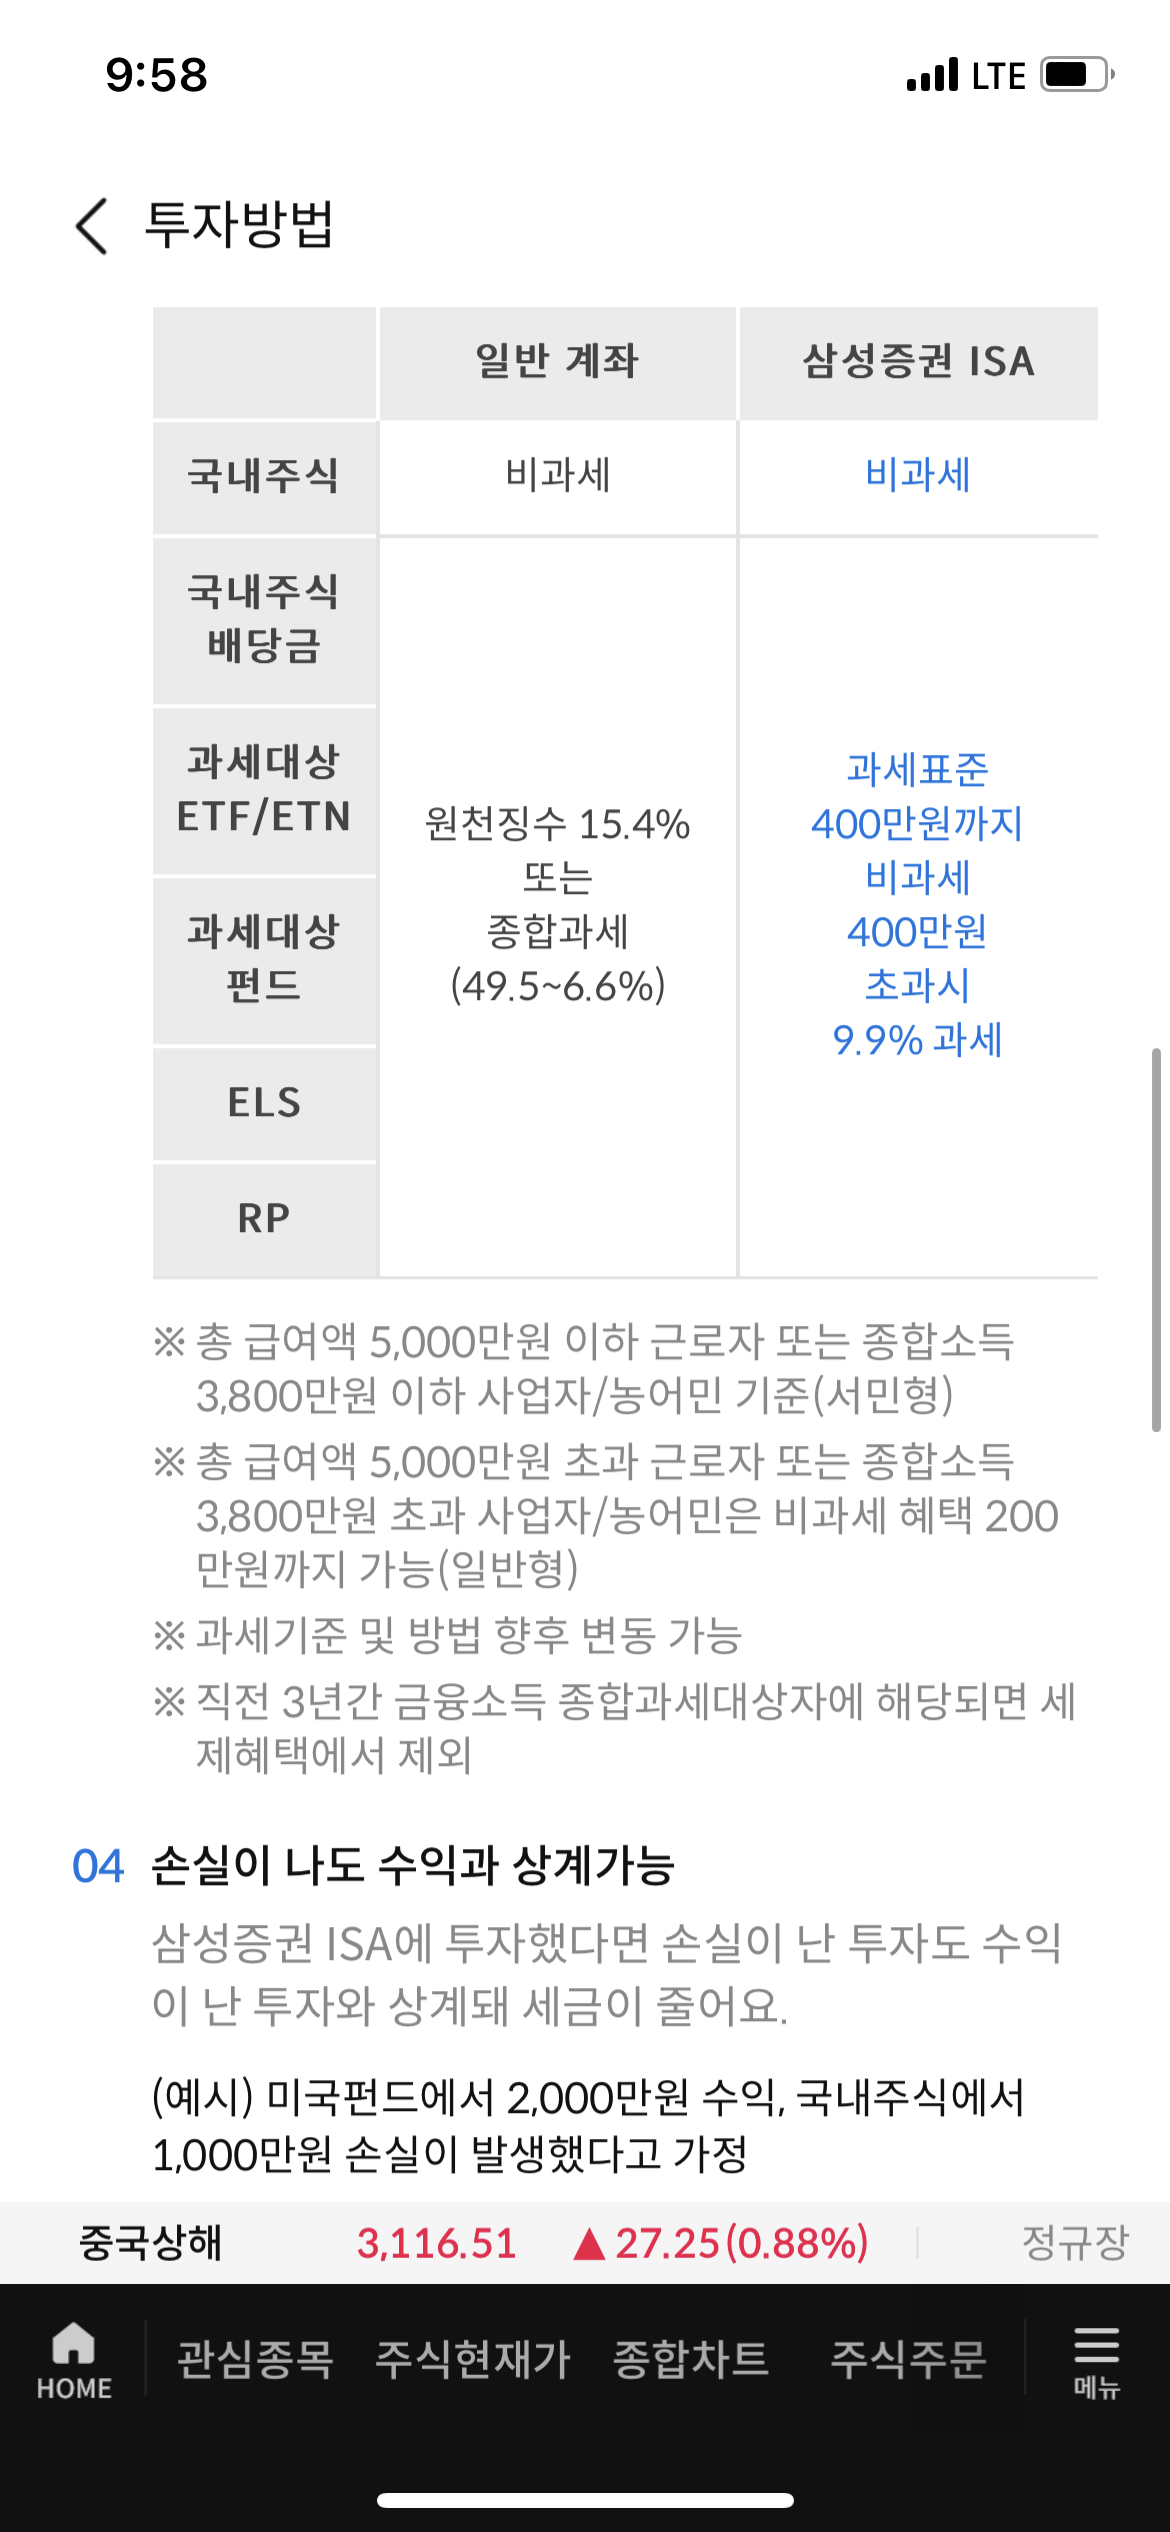 9:58
LTE
투자방법
일반 계좌
삼성증권 ISA
국내주식
비과세
비과세
국내주식
배당금
과세대상
ETF/ETN
과세대상
펀드
ELS
RP
원천징수 15.4%
또는
종합과세
(49.5~6.6%)
과세표준
400만원까지
비과세
400만원
초과시
9.9% 과세
※ 총 급여액 5,000만원 이하 근로자 또는 종합소득
3,800만원 이하 사업자/농어민 기준(서민형)
※ 총 급여액 5,000만원 초과 근로자 또는 종합소득
3,800만원 초과 사업자/농어민은 비과세 혜택 200
만원까지 가능(일반형)
※ 과세기준 및 방법 향후 변동 가능
※ 직전 3년간 금융소득 종합과세대상자에 해당되면 세
제혜택에서 제외
04 손실이 나도 수익과 상계가능
삼성증권 ISA에 투자했다면 손실이 난 투자도 수익
이 난 투자와 상계돼 세금이 줄어요.
(예시) 미국펀드에서 2,000만원 수익, 국내주식에서
1,000만원 손실이 발생했다고 가정
중국상해 3,116.51 ▲ 27.25(0.88%) 정규장
HOME
관심종목
주식현재가
종합차트
주식주문
메뉴